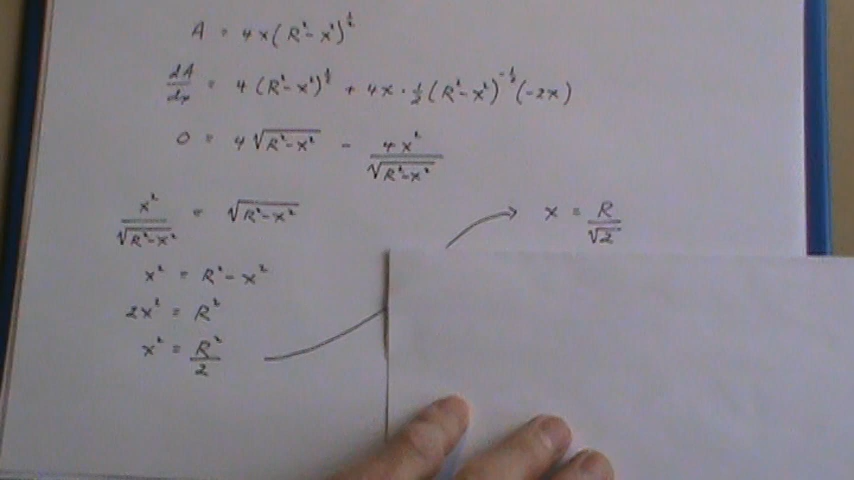 A = 4x(R²-x²)^½
dA/dx = 4(R²-x²)^½ + 4x · ½(R²-x²)^-½(-2x)
0 = 4√(R²-x²) - 4x²/√(R²-x²)
x²/√(R²-x²) = √(R²-x²)
x² = R²-x²
2x² = R²
x² = R²/2
x = R/√2